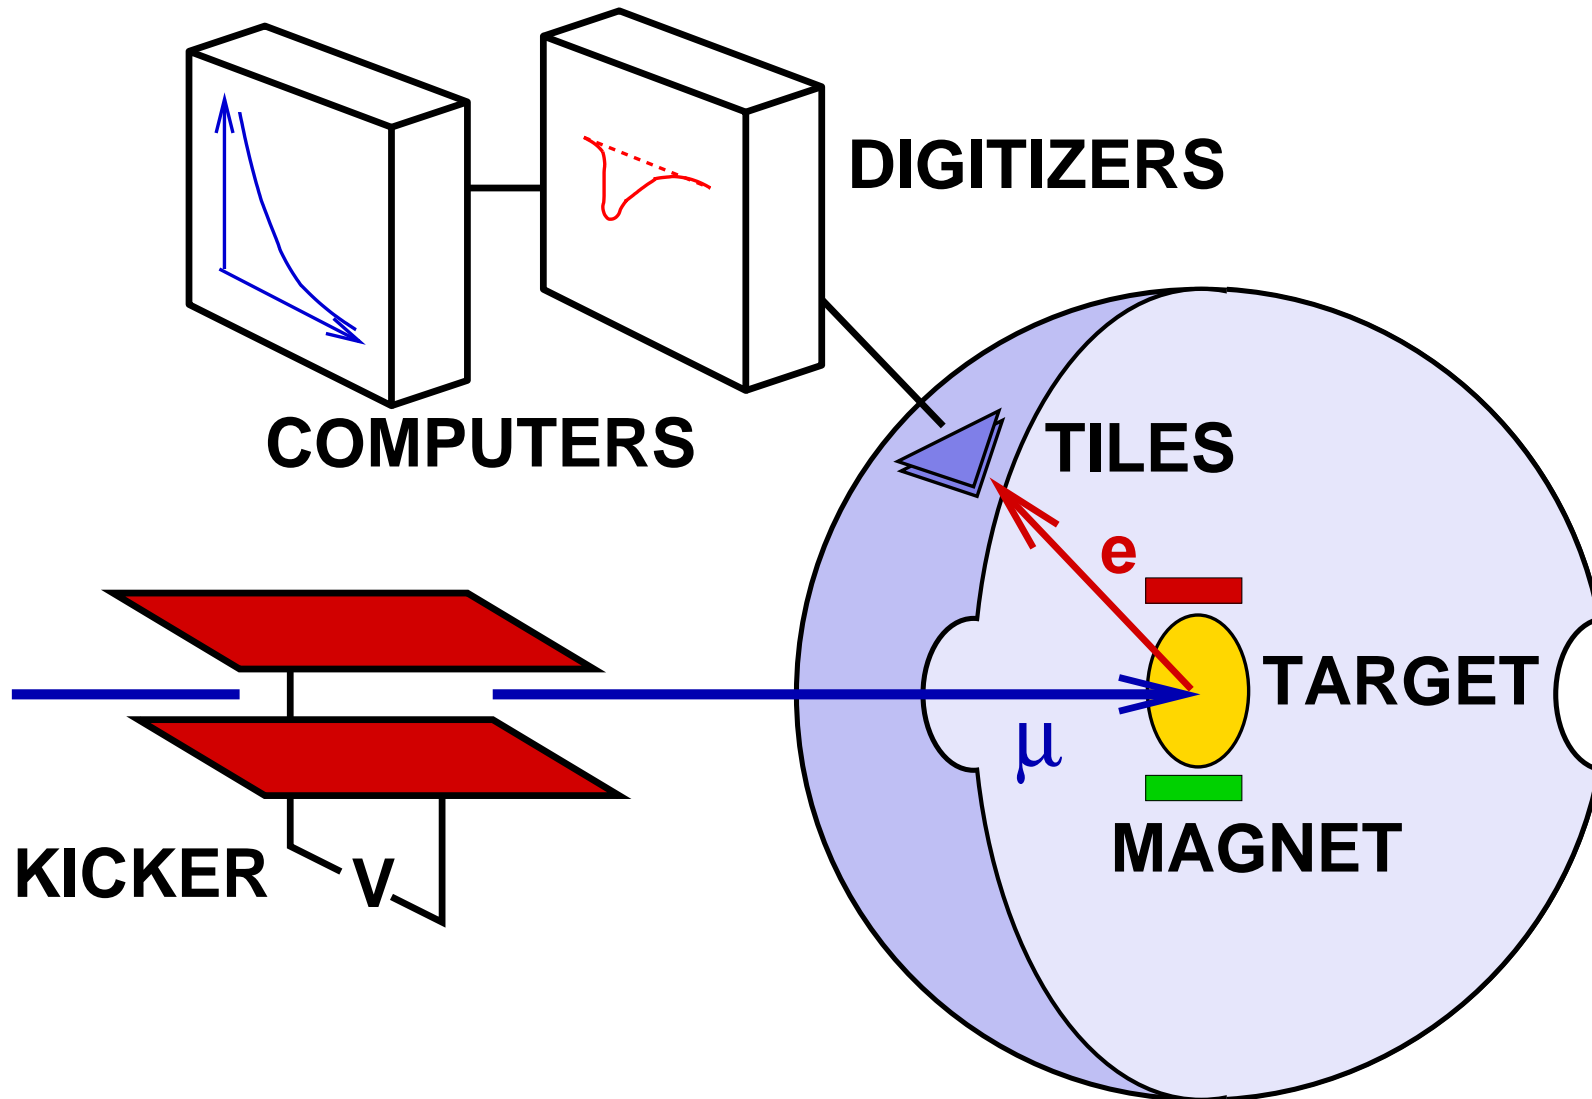 DIGITIZERS
COMPUTERS
TILES
e
TARGET
μ
MAGNET
KICKER
V